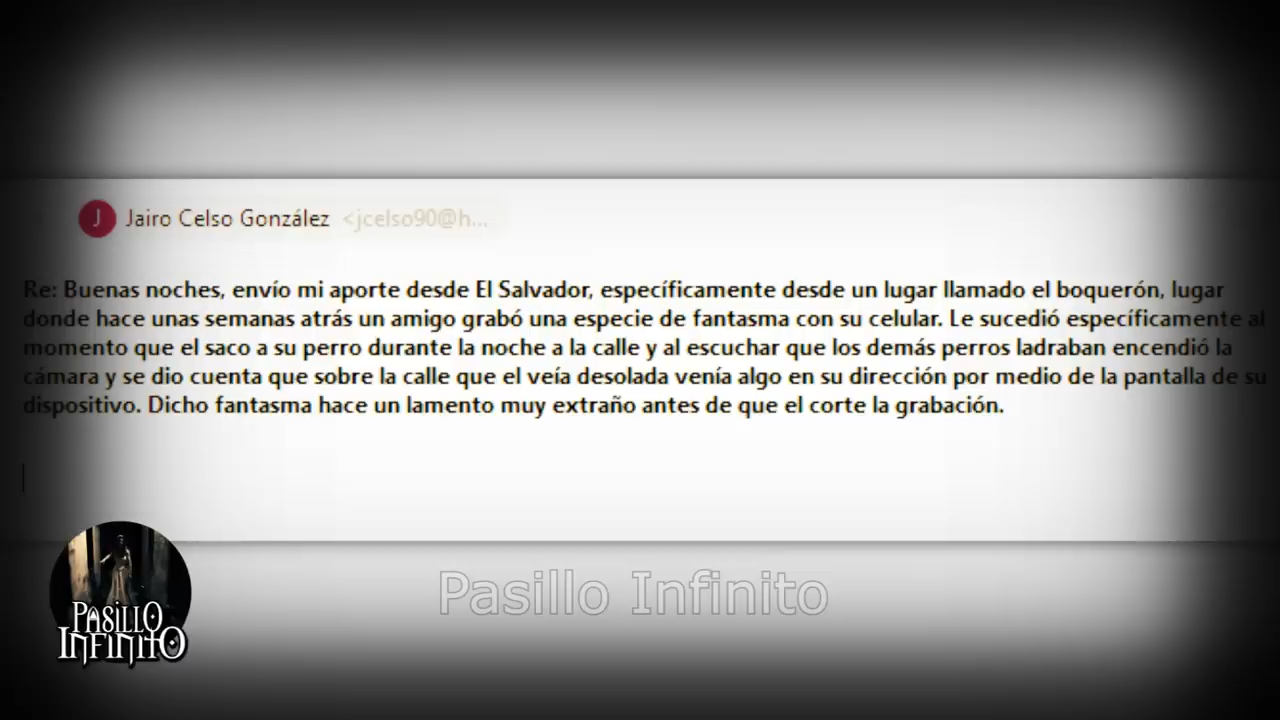 J Jairo Celso González <jcelso90@h...
Re: Buenas noches, envío mi aporte desde El Salvador, específicamente desde un lugar llamado el boquerón, lugar
donde hace unas semanas atrás un amigo grabó una especie de fantasma con su celular. Le sucedió específicamente al
momento que el saco a su perro durante la noche a la calle y al escuchar que los demás perros ladraban encendió la
cámara y se dio cuenta que sobre la calle que el veía desolada venía algo en su dirección por medio de la pantalla de su
dispositivo. Dicho fantasma hace un lamento muy extraño antes de que el corte la grabación.
Pasillo Infinito
PASILLO
INFINITO